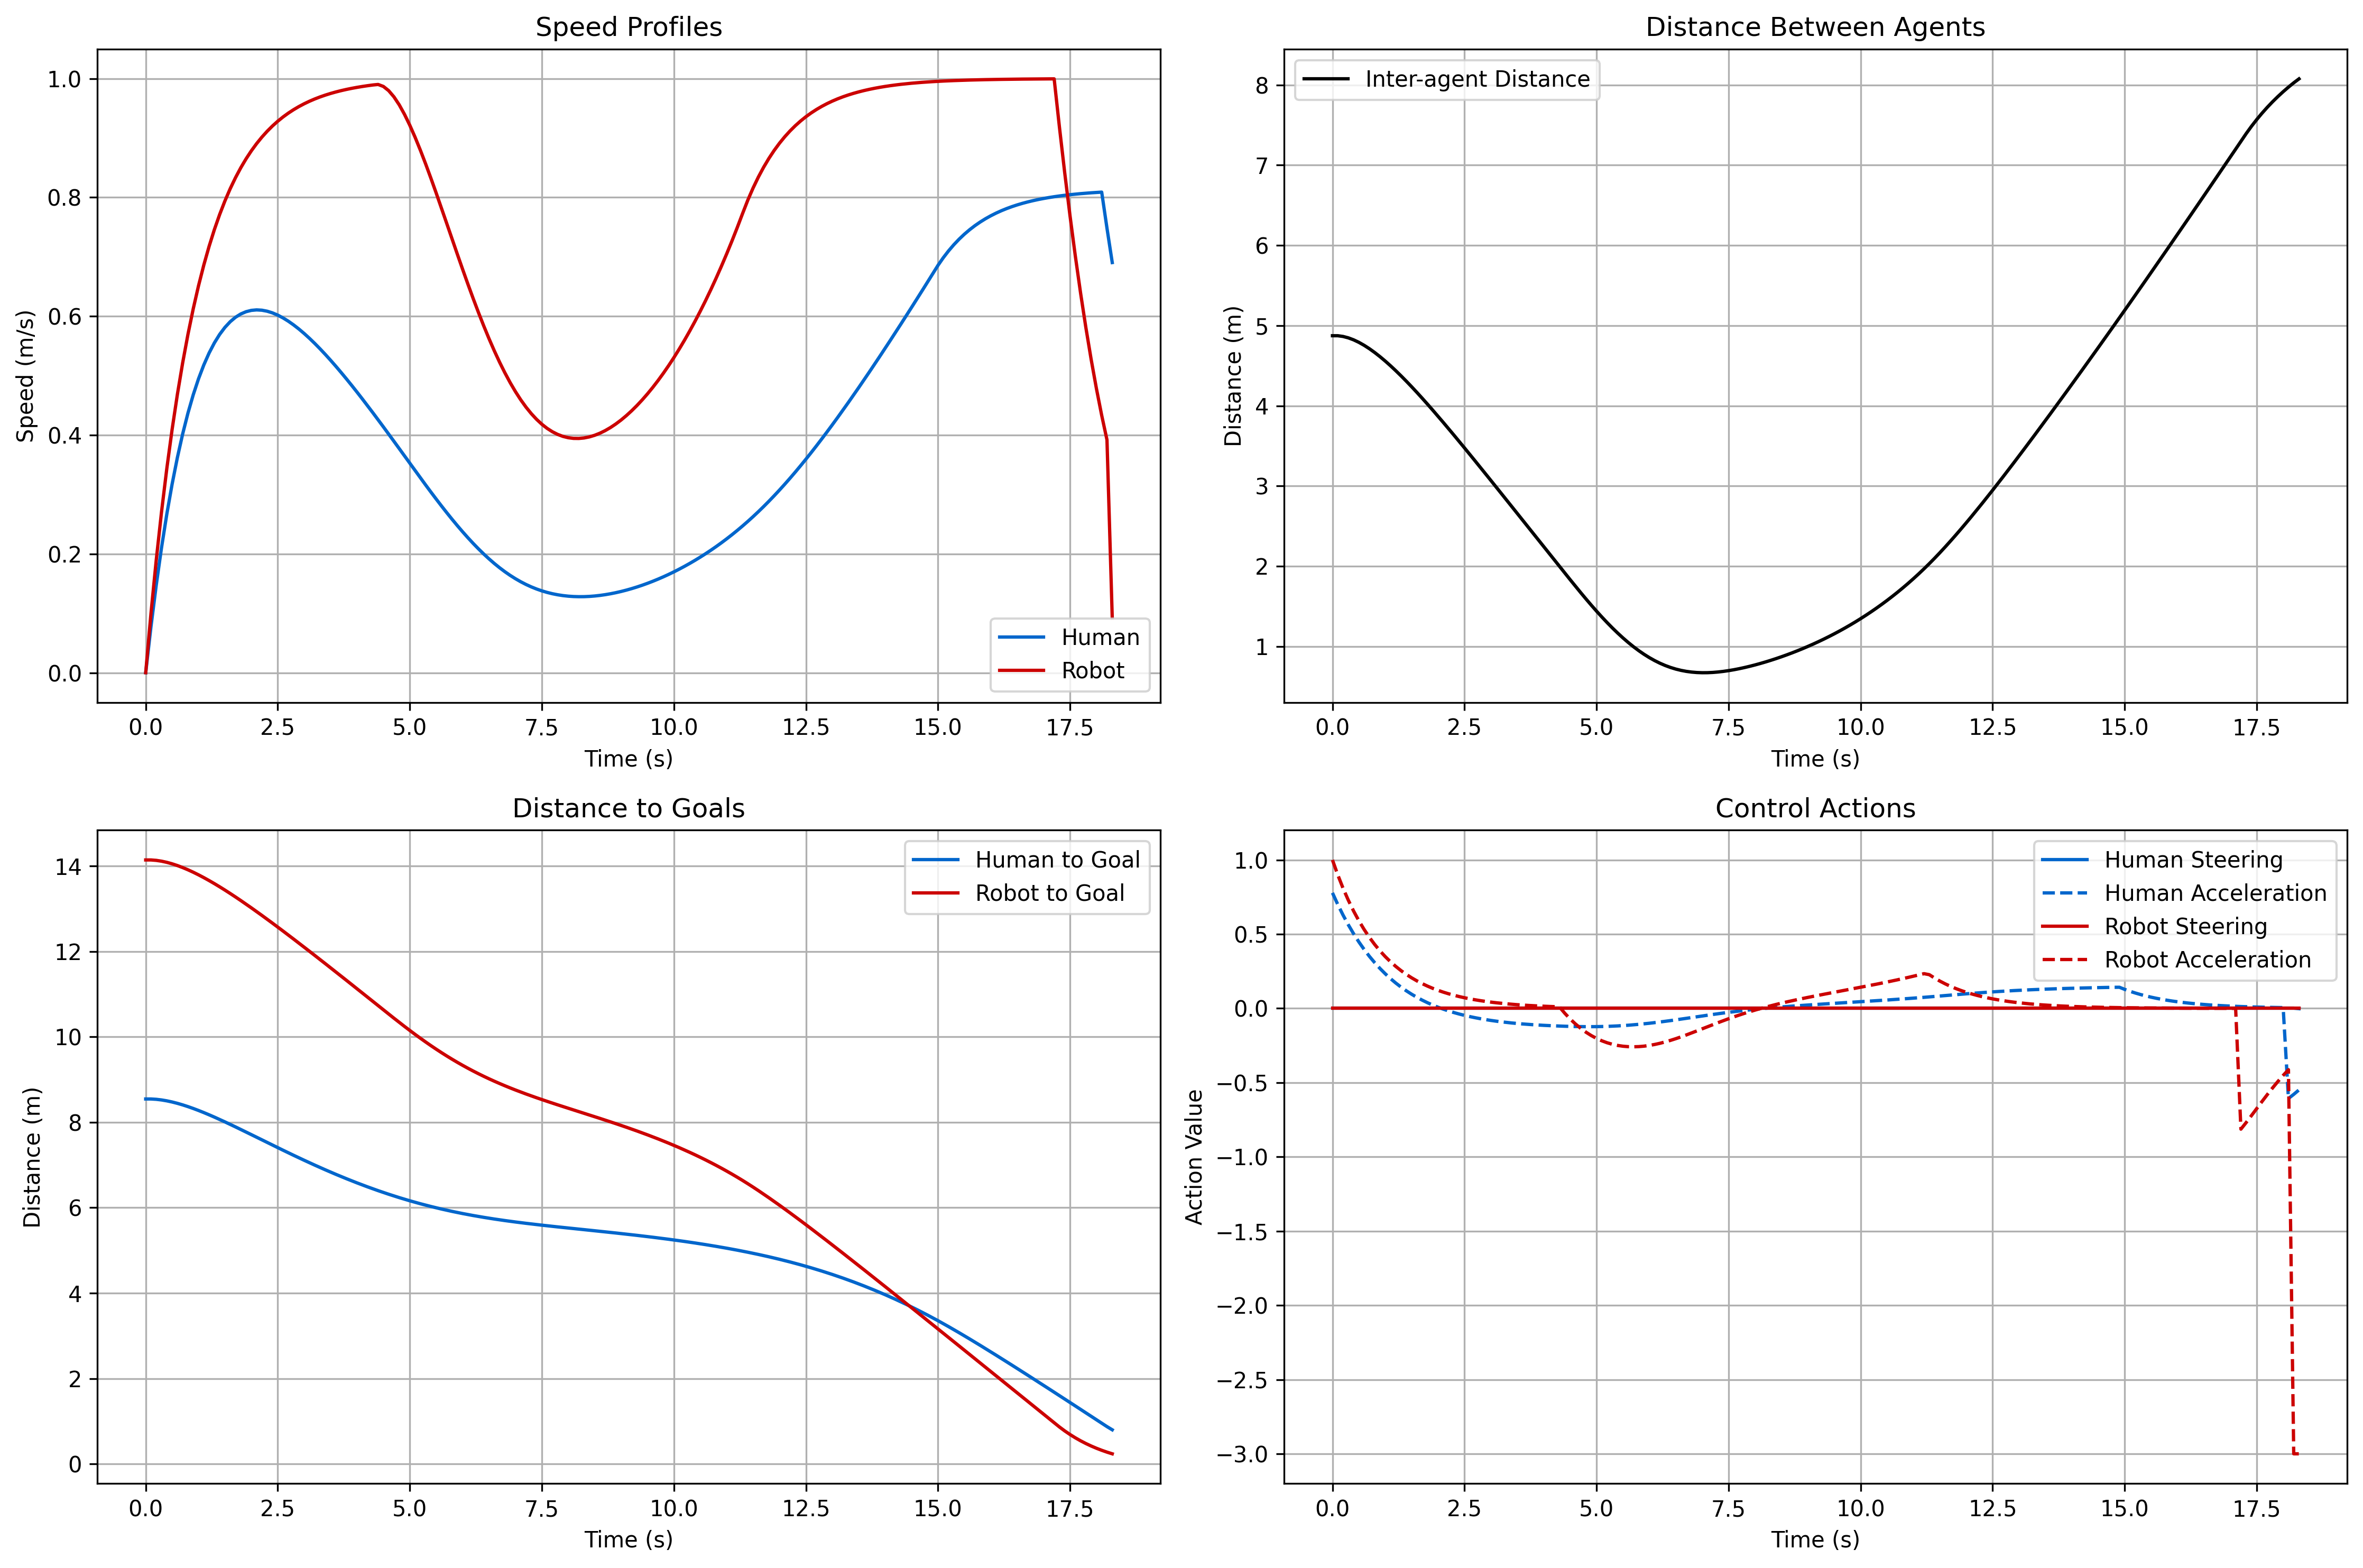 Speed Profiles
Speed (m/s)
1.0
0.8
0.6
0.4
0.2
0.0
Human
Robot
0.0 2.5 5.0 7.5 10.0 12.5 15.0 17.5
Time (s)
Distance Between Agents
Inter-agent Distance
Distance (m)
8
7
6
5
4
3
2
1
0.0 2.5 5.0 7.5 10.0 12.5 15.0 17.5
Time (s)
Distance to Goals
Human to Goal
Robot to Goal
Distance (m)
14
12
10
8
6
4
2
0
0.0 2.5 5.0 7.5 10.0 12.5 15.0 17.5
Time (s)
Control Actions
Human Steering
Human Acceleration
Robot Steering
Robot Acceleration
Action Value
1.0
0.5
0.0
−0.5
−1.0
−1.5
−2.0
−2.5
−3.0
0.0 2.5 5.0 7.5 10.0 12.5 15.0 17.5
Time (s)